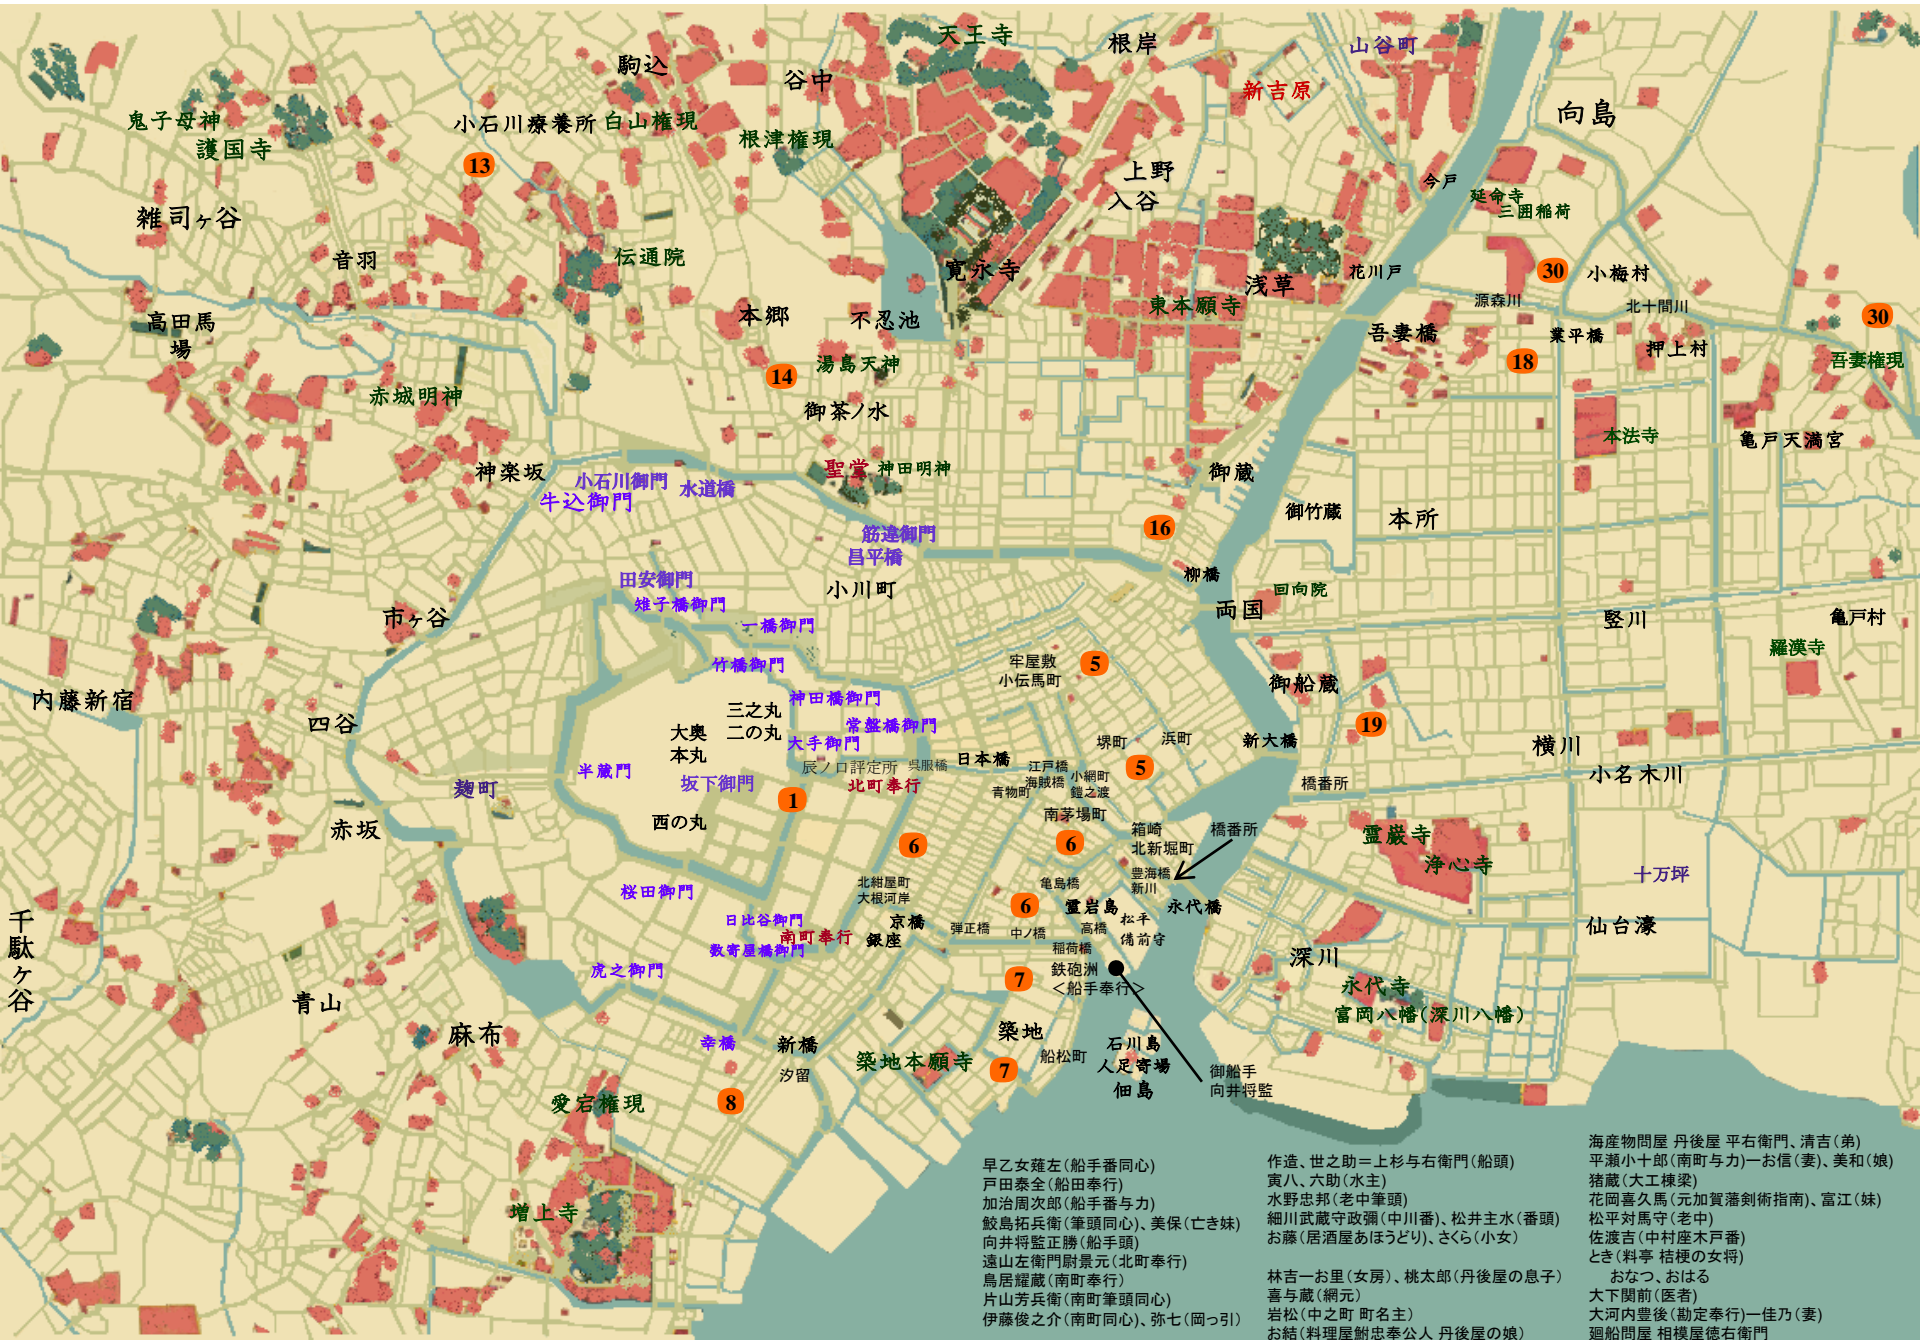 天王寺
根岸
山谷町
駒込
谷中
新吉原
向島
鬼子母神
護国寺
小石川療養所
白山権現
根津権現
13
上野
入谷
今戸
延命寺
三囲稲荷
雑司ヶ谷
音羽
伝通院
寛永寺
浅草
花川戸
30
小梅村
東本願寺
源森川
北十間川
高田馬
場
本郷
不忍池
吾妻橋
業平橋
押上村
30
吾妻権現
18
湯島天神
14
赤城明神
御茶ノ水
本法寺
亀戸天満宮
神楽坂
小石川御門
水道橋
牛込御門
聖堂
神田明神
御蔵
御竹蔵
本所
筋違御門
昌平橋
16
柳橋
田安御門
雉子橋御門
小川町
回向院
両国
市ヶ谷
一橋御門
竪川
亀戸村
羅漢寺
竹橋御門
牢屋敷
小伝馬町
5
御船蔵
内藤新宿
四谷
神田橋御門
三之丸
二の丸
常盤橋御門
大奥
本丸
大手御門
19
堺町
浜町
新大橋
横川
小名木川
半蔵門
辰ノ口評定所
呉服橋
日本橋
江戸橋
海賊橋
小網町
鎧之渡
5
坂下御門
北町奉行
青物町
橋番所
麹町
1
西の丸
赤坂
南茅場町
箱崎
北新堀町
橋番所
霊巌寺
浄心寺
6
6
豊海橋
新川
十万坪
桜田御門
北紺屋町
大根河岸
亀島橋
6
霊岩島
永代橋
日比谷御門
京橋
松平
備前守
仙台濠
千駄ヶ谷
南町奉行
銀座
弾正橋
中ノ橋
高橋
数寄屋橋御門
稲荷橋
深川
虎之御門
7
鉄砲洲
<船手奉行>
永代寺
富岡八幡(深川八幡)
青山
麻布
幸橋
新橋
築地
石川島
人足寄場
佃島
汐留
築地本願寺
船松町
7
御船手
向井将監
愛宕権現
8
増上寺
早乙女薙左(船手番同心)
戸田泰全(船田奉行)
加治周次郎(船手番与力)
鮫島拓兵衛(筆頭同心)、美保(亡き妹)
向井将監正勝(船手頭)
遠山左衛門尉景元(北町奉行)
鳥居耀蔵(南町奉行)
片山芳兵衛(南町筆頭同心)
伊藤俊之介(南町同心)、弥七(岡っ引)
作造、世之助=上杉与右衛門(船頭)
寅八、六助(水主)
水野忠邦(老中筆頭)
細川武蔵守政彌(中川番)、松井主水(番頭)
お藤(居酒屋あほうどり)、さくら(小女)
林吉ーお里(女房)、桃太郎(丹後屋の息子)
喜与蔵(網元)
岩松(中之町 町名主)
お結(料理屋鮒忠奉公人 丹後屋の娘)
海産物問屋 丹後屋 平右衛門、清吉(弟)
平瀬小十郎(南町与力)ーお信(妻)、美和(娘)
猪蔵(大工棟梁)
花岡喜久馬(元加賀藩剣術指南)、富江(妹)
松平対馬守(老中)
佐渡吉(中村座木戸番)
とき(料亭 桔梗の女将)
おなつ、おはる
大下関前(医者)
大河内豊後(勘定奉行)ー佳乃(妻)
廻船問屋 相模屋徳右衛門